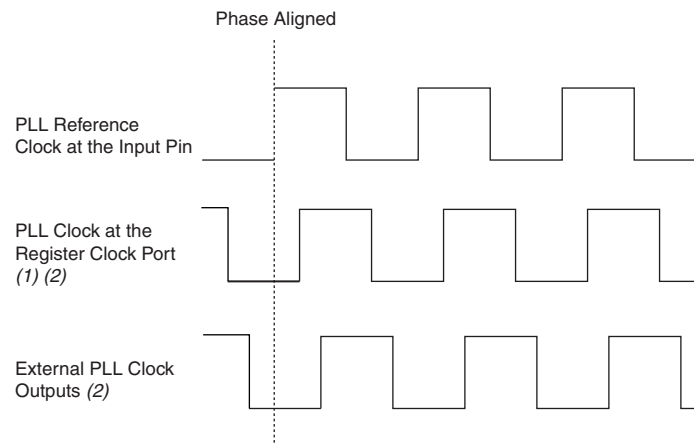 Phase Aligned
PLL Reference
Clock at the Input Pin
PLL Clock at the
Register Clock Port
(1) (2)
External PLL Clock
Outputs (2)